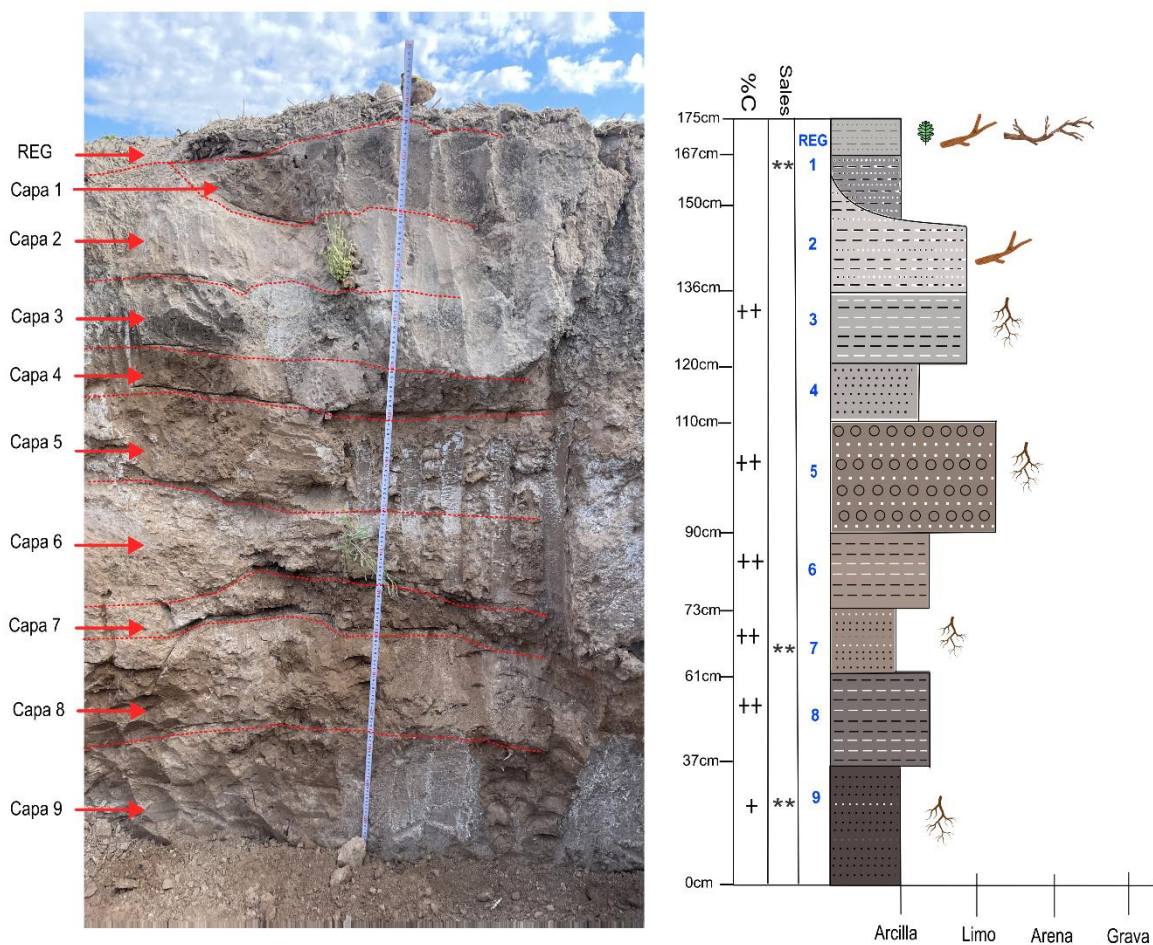 REG
Capa 1
Capa 2
Capa 3
Capa 4
Capa 5
Capa 6
Capa 7
Capa 8
Capa 9
%C
Sales
175cm
REG
167cm
**
1
150cm
2
136cm
++
3
120cm
4
110cm
++
5
90cm
++
6
73cm
++
**
7
61cm
++
8
37cm
+
**
9
0cm
Arcilla
Limo
Arena
Grava